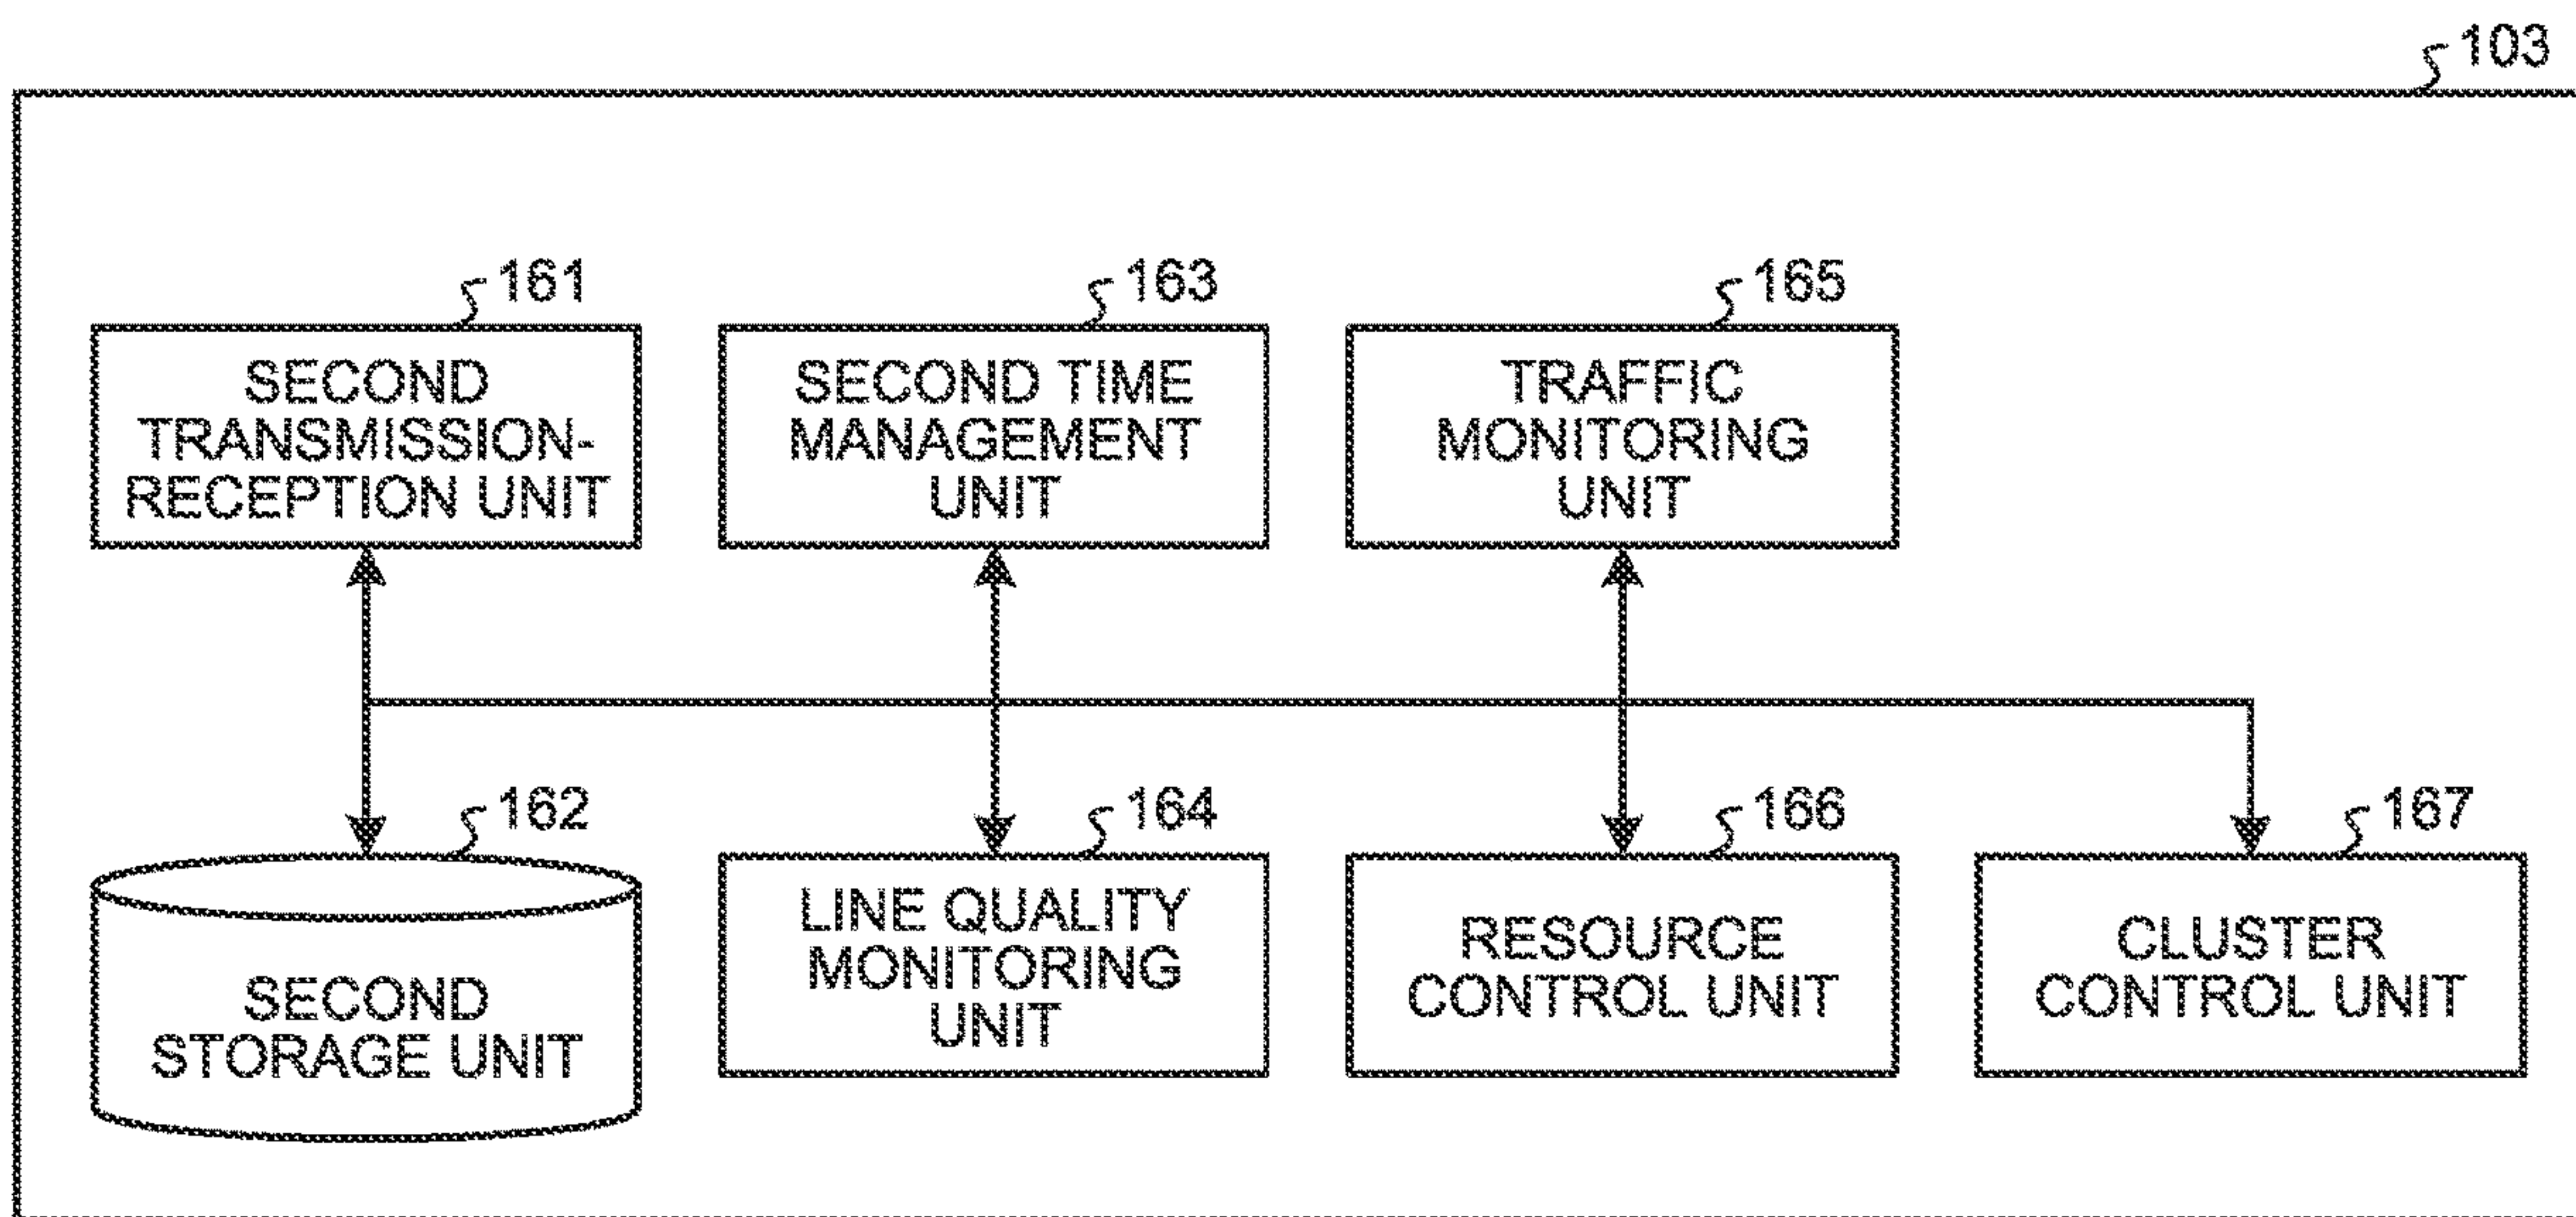 103
161
SECOND
TRANSMISSION-
RECEPTION UNIT
163
SECOND TIME
MANAGEMENT
UNIT
165
TRAFFIC
MONITORING
UNIT
162
SECOND
STORAGE UNIT
164
LINE QUALITY
MONITORING
UNIT
166
RESOURCE
CONTROL UNIT
167
CLUSTER
CONTROL UNIT